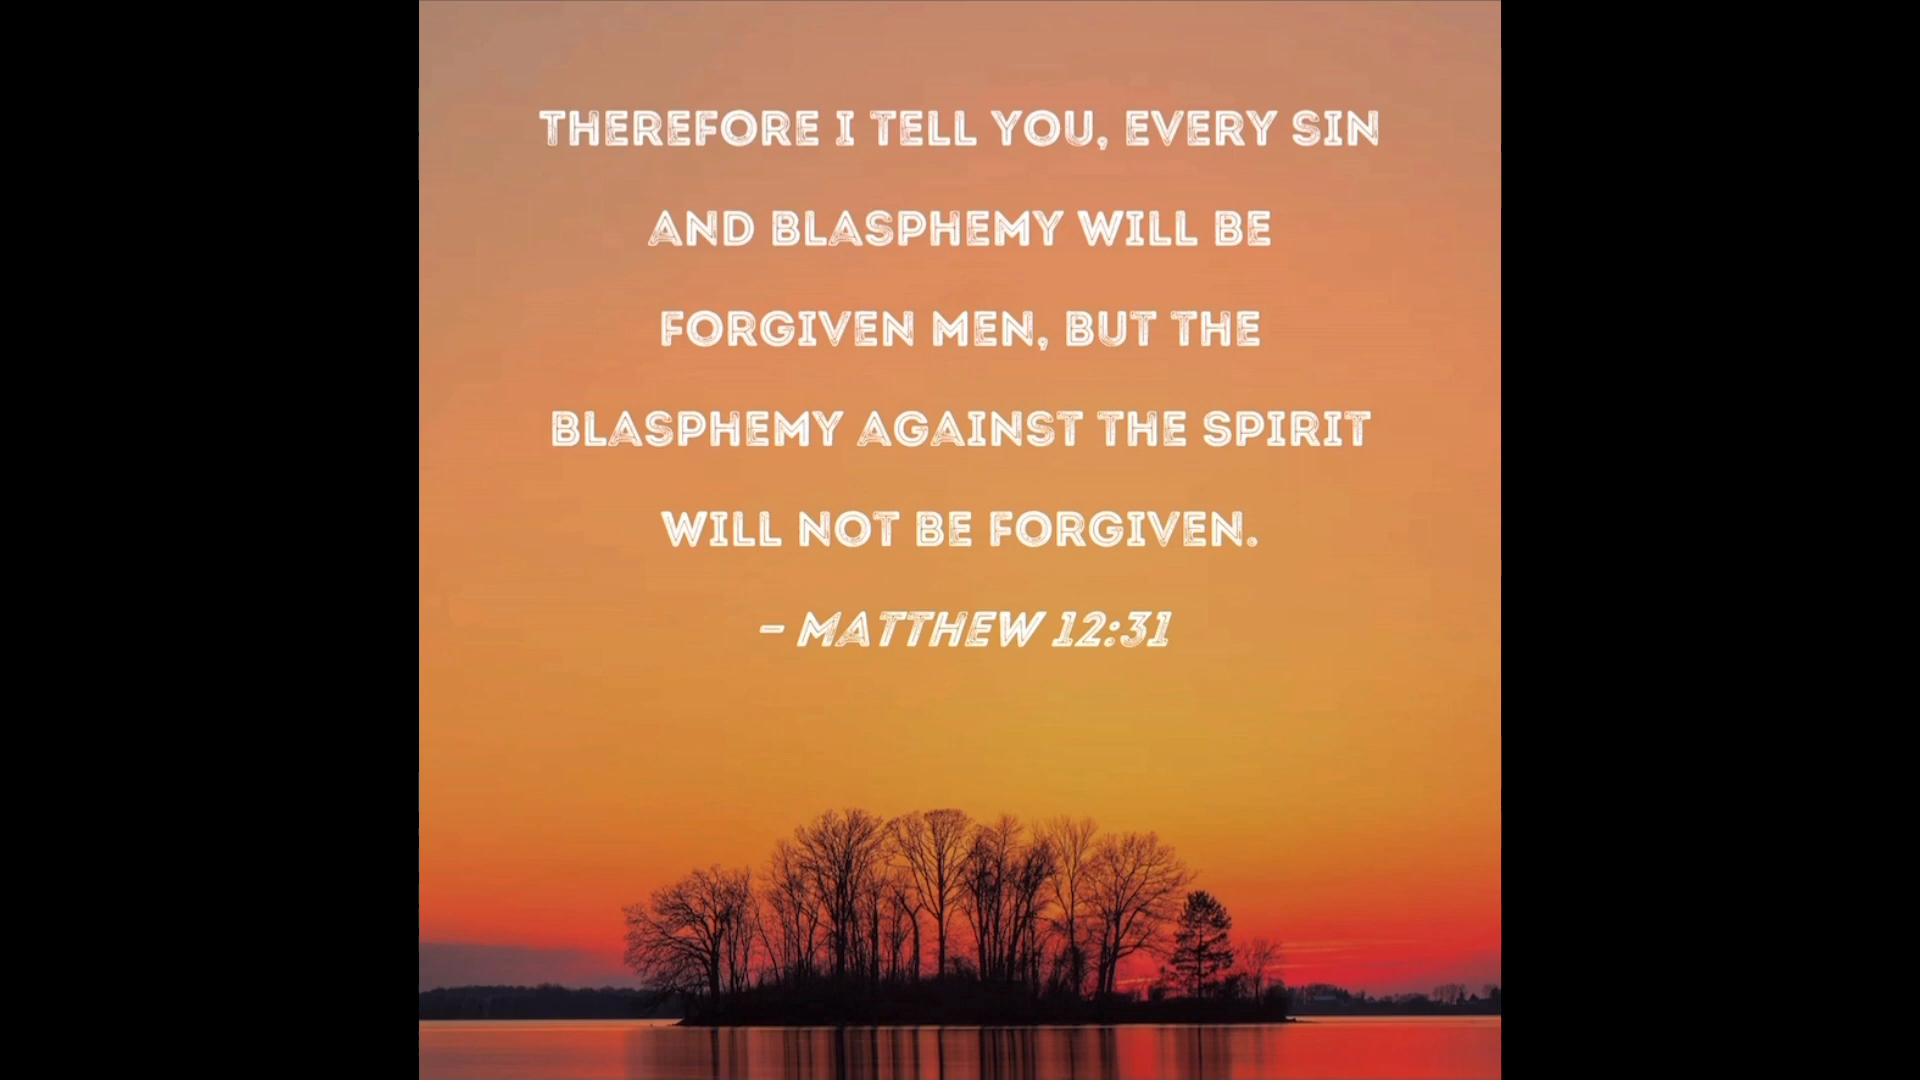 THEREFORE I TELL YOU, EVERY SIN
AND BLASPHEMY WILL BE
FORGIVEN MEN, BUT THE
BLASPHEMY AGAINST THE SPIRIT
WILL NOT BE FORGIVEN.
- MATTHEW 12:31